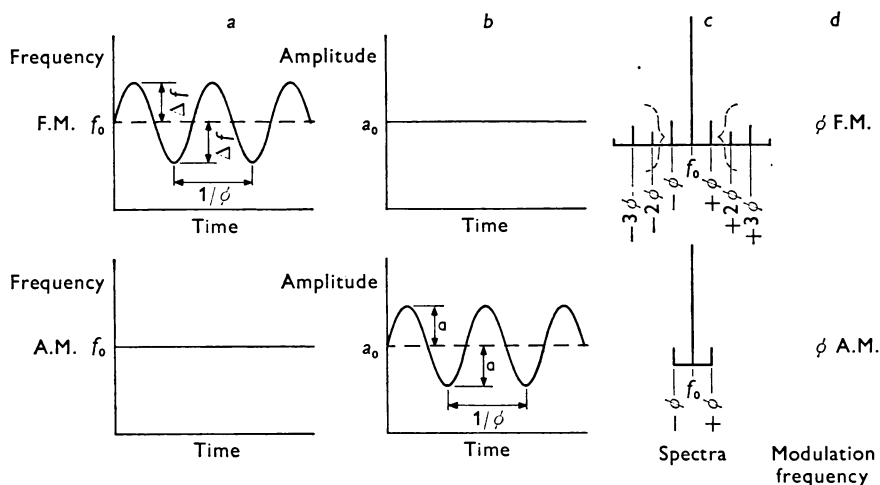 a
b
c
d
Frequency
Amplitude
F.M. f₀
Δf
Δf
1/ϕ
Time
a₀
Time
f₀
−3ϕ
−2ϕ
−ϕ
+ϕ
+2ϕ
+3ϕ
ϕ F.M.
Frequency
Amplitude
A.M. f₀
Time
a₀
a
a
1/ϕ
Time
f₀
−ϕ
+ϕ
Spectra
ϕ A.M.
Modulation
frequency